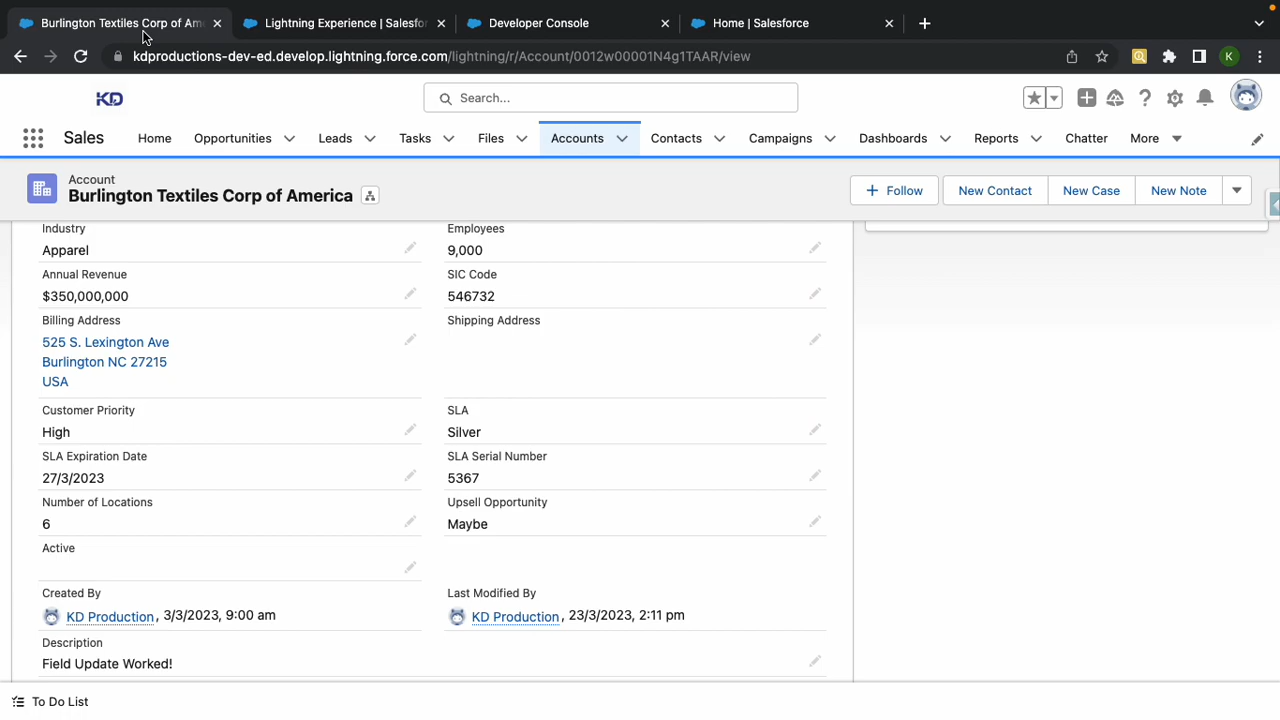 Burlington Textiles Corp of Am
Lightning Experience | Salesfor
Developer Console
Home | Salesforce
kdproductions-dev-ed.develop.lightning.force.com/lightning/r/Account/0012w00001N4g1TAAR/view
K
KD
Search...
Sales
Home
Opportunities
Leads
Tasks
Files
Accounts
Contacts
Campaigns
Dashboards
Reports
Chatter
More
Account
Burlington Textiles Corp of America
Follow
New Contact
New Case
New Note
Industry
Apparel
Employees
9,000
Annual Revenue
$350,000,000
SIC Code
546732
Billing Address
525 S. Lexington Ave
Burlington NC 27215
USA
Shipping Address
Customer Priority
High
SLA
Silver
SLA Expiration Date
27/3/2023
SLA Serial Number
5367
Number of Locations
6
Upsell Opportunity
Maybe
Active
Created By
KD Production, 3/3/2023, 9:00 am
Last Modified By
KD Production, 23/3/2023, 2:11 pm
Description
Field Update Worked!
To Do List